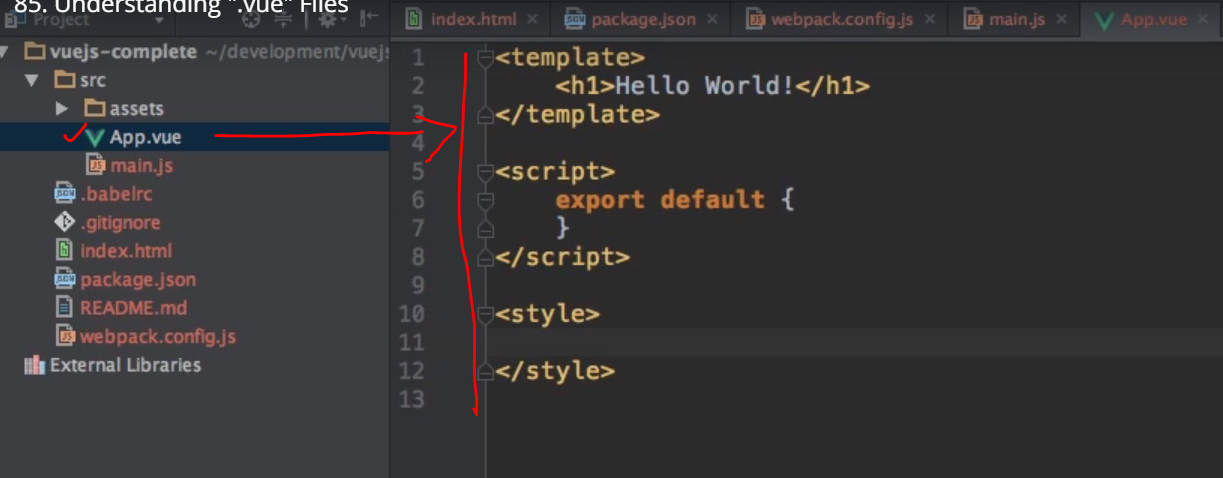 85. Understanding ".vue" Files
Project
index.html
package.json
webpack.config.js
main.js
App.vue
vuejs-complete ~/development/vuejs
src
assets
App.vue
main.js
.babelrc
.gitignore
index.html
package.json
README.md
webpack.config.js
External Libraries
1 <template>
2 <h1>Hello World!</h1>
3 </template>
4
5 <script>
6 export default {
7 }
8 </script>
9
10 <style>
11
12 </style>
13